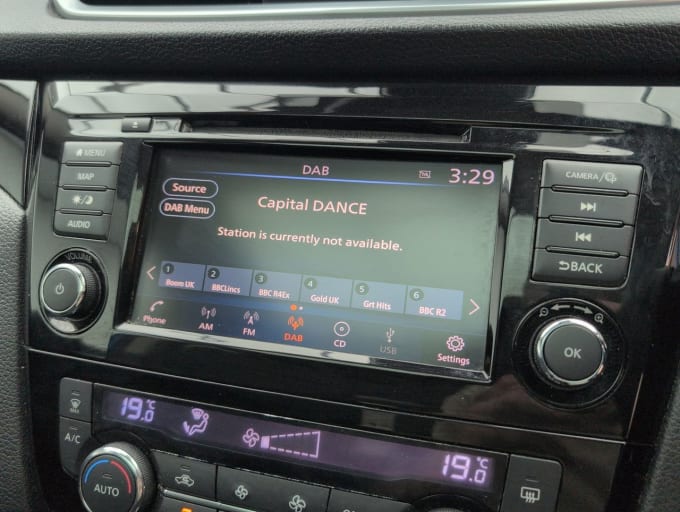 DAB
3:29
MENU
MAP
AUDIO
VOLUME
Source
DAB Menu
Capital DANCE
Station is currently not available.
1 Boom UK
2 BBCLincs
3 BBC R4Ex
4 Gold UK
5 Grt Hits
6 BBC R2
Phone
AM
FM
DAB
CD
USB
Settings
CAMERA/
BACK
OK
MAX
A/C
19.0°C
19.0°C
AUTO